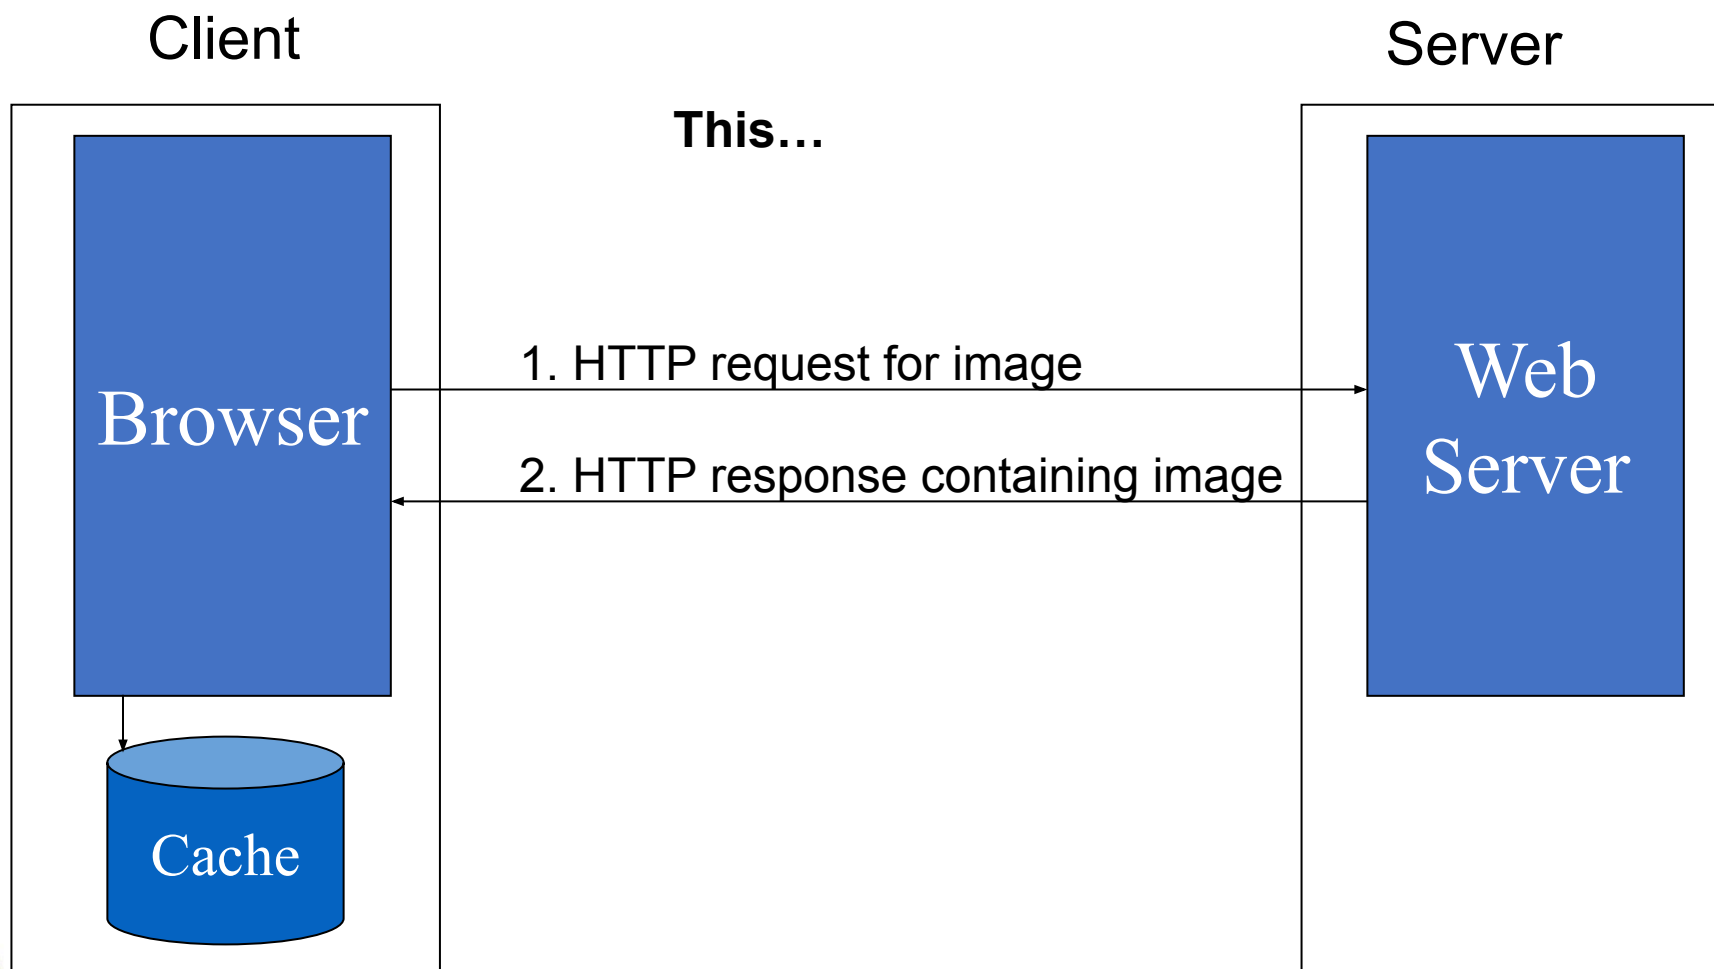 Client
Server
This…
1. HTTP request for image
2. HTTP response containing image
Browser
Web
Server
Cache